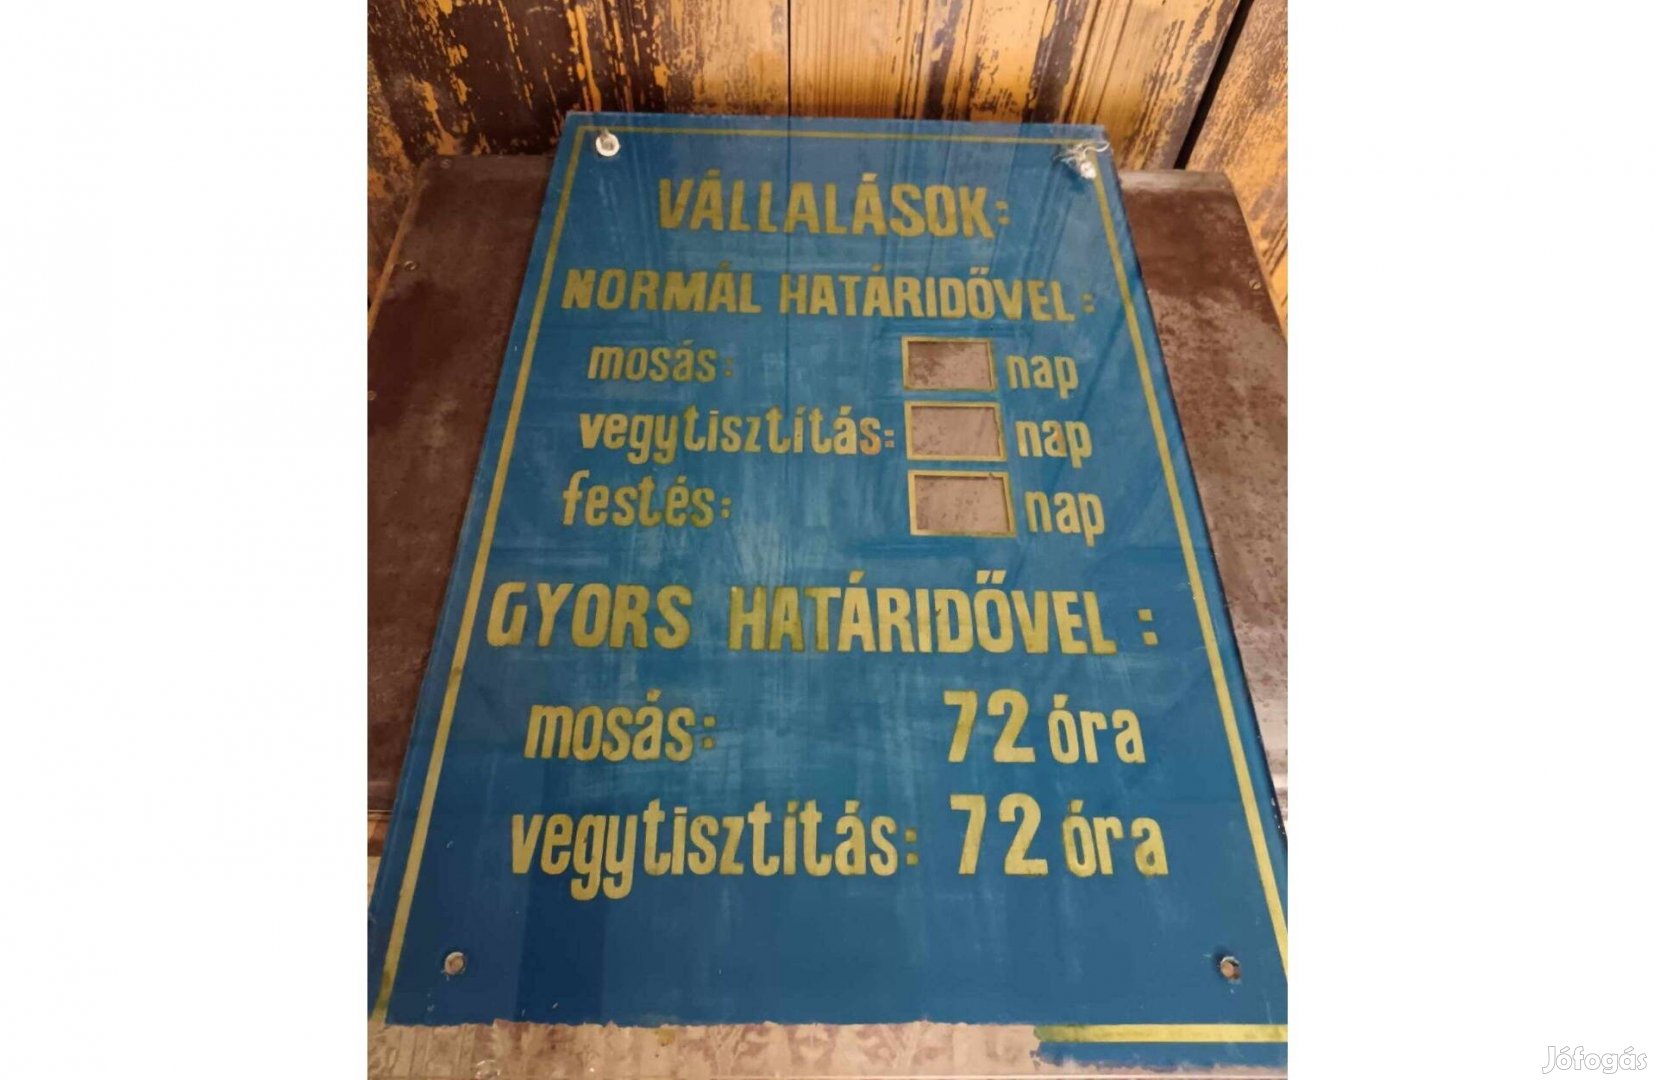 VÁLLALÁSOK:
NORMÁL HATÁRIDŐVEL:
mosás: nap
vegytisztítás: nap
festés: nap
GYORS HATÁRIDŐVEL:
mosás: 72 óra
vegytisztítás: 72 óra
Jófogás